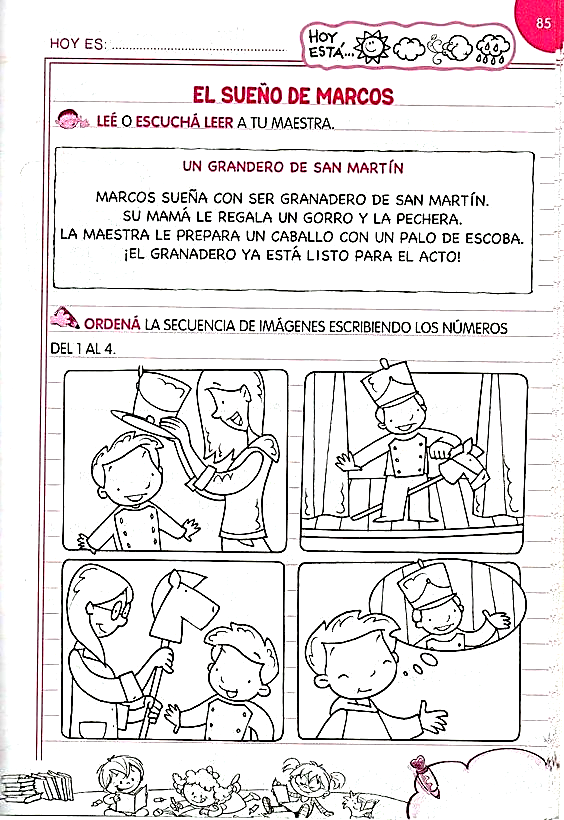 85
HOY ES: ......................................................
HOY
ESTÁ...
EL SUEÑO DE MARCOS
LEÉ O ESCUCHÁ LEER A TU MAESTRA.
UN GRANDERO DE SAN MARTÍN
MARCOS SUEÑA CON SER GRANADERO DE SAN MARTÍN.
SU MAMÁ LE REGALA UN GORRO Y LA PECHERA.
LA MAESTRA LE PREPARA UN CABALLO CON UN PALO DE ESCOBA.
¡EL GRANADERO YA ESTÁ LISTO PARA EL ACTO!
ORDENÁ LA SECUENCIA DE IMÁGENES ESCRIBIENDO LOS NÚMEROS
DEL 1 AL 4.